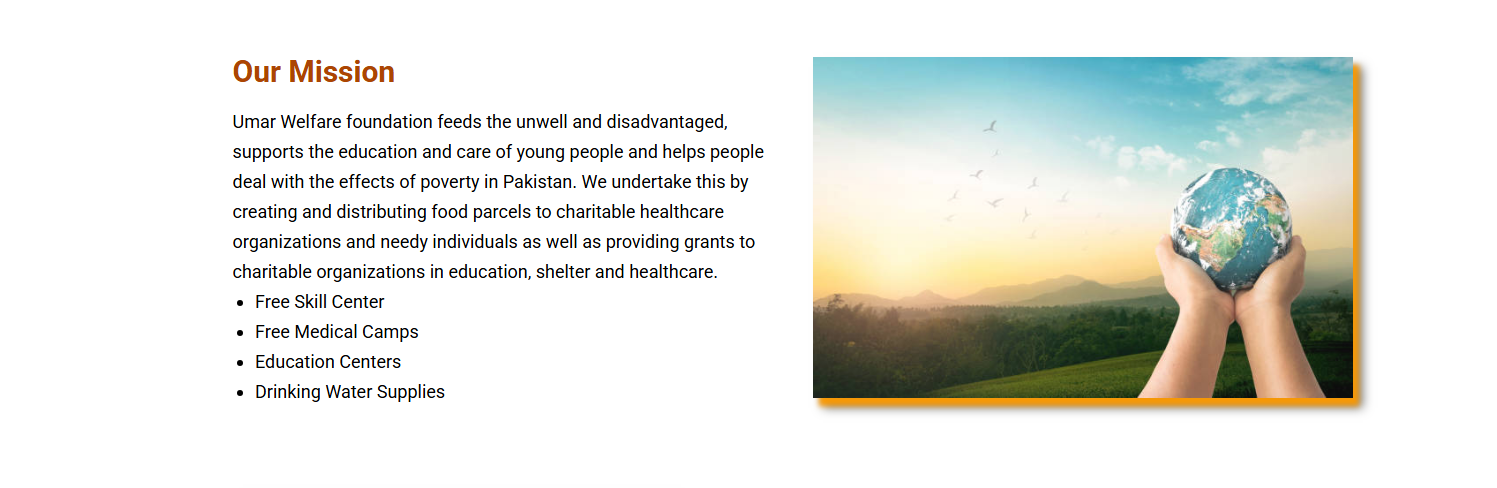 Our Mission
Umar Welfare foundation feeds the unwell and disadvantaged,
supports the education and care of young people and helps people
deal with the effects of poverty in Pakistan. We undertake this by
creating and distributing food parcels to charitable healthcare
organizations and needy individuals as well as providing grants to
charitable organizations in education, shelter and healthcare.
• Free Skill Center
• Free Medical Camps
• Education Centers
• Drinking Water Supplies